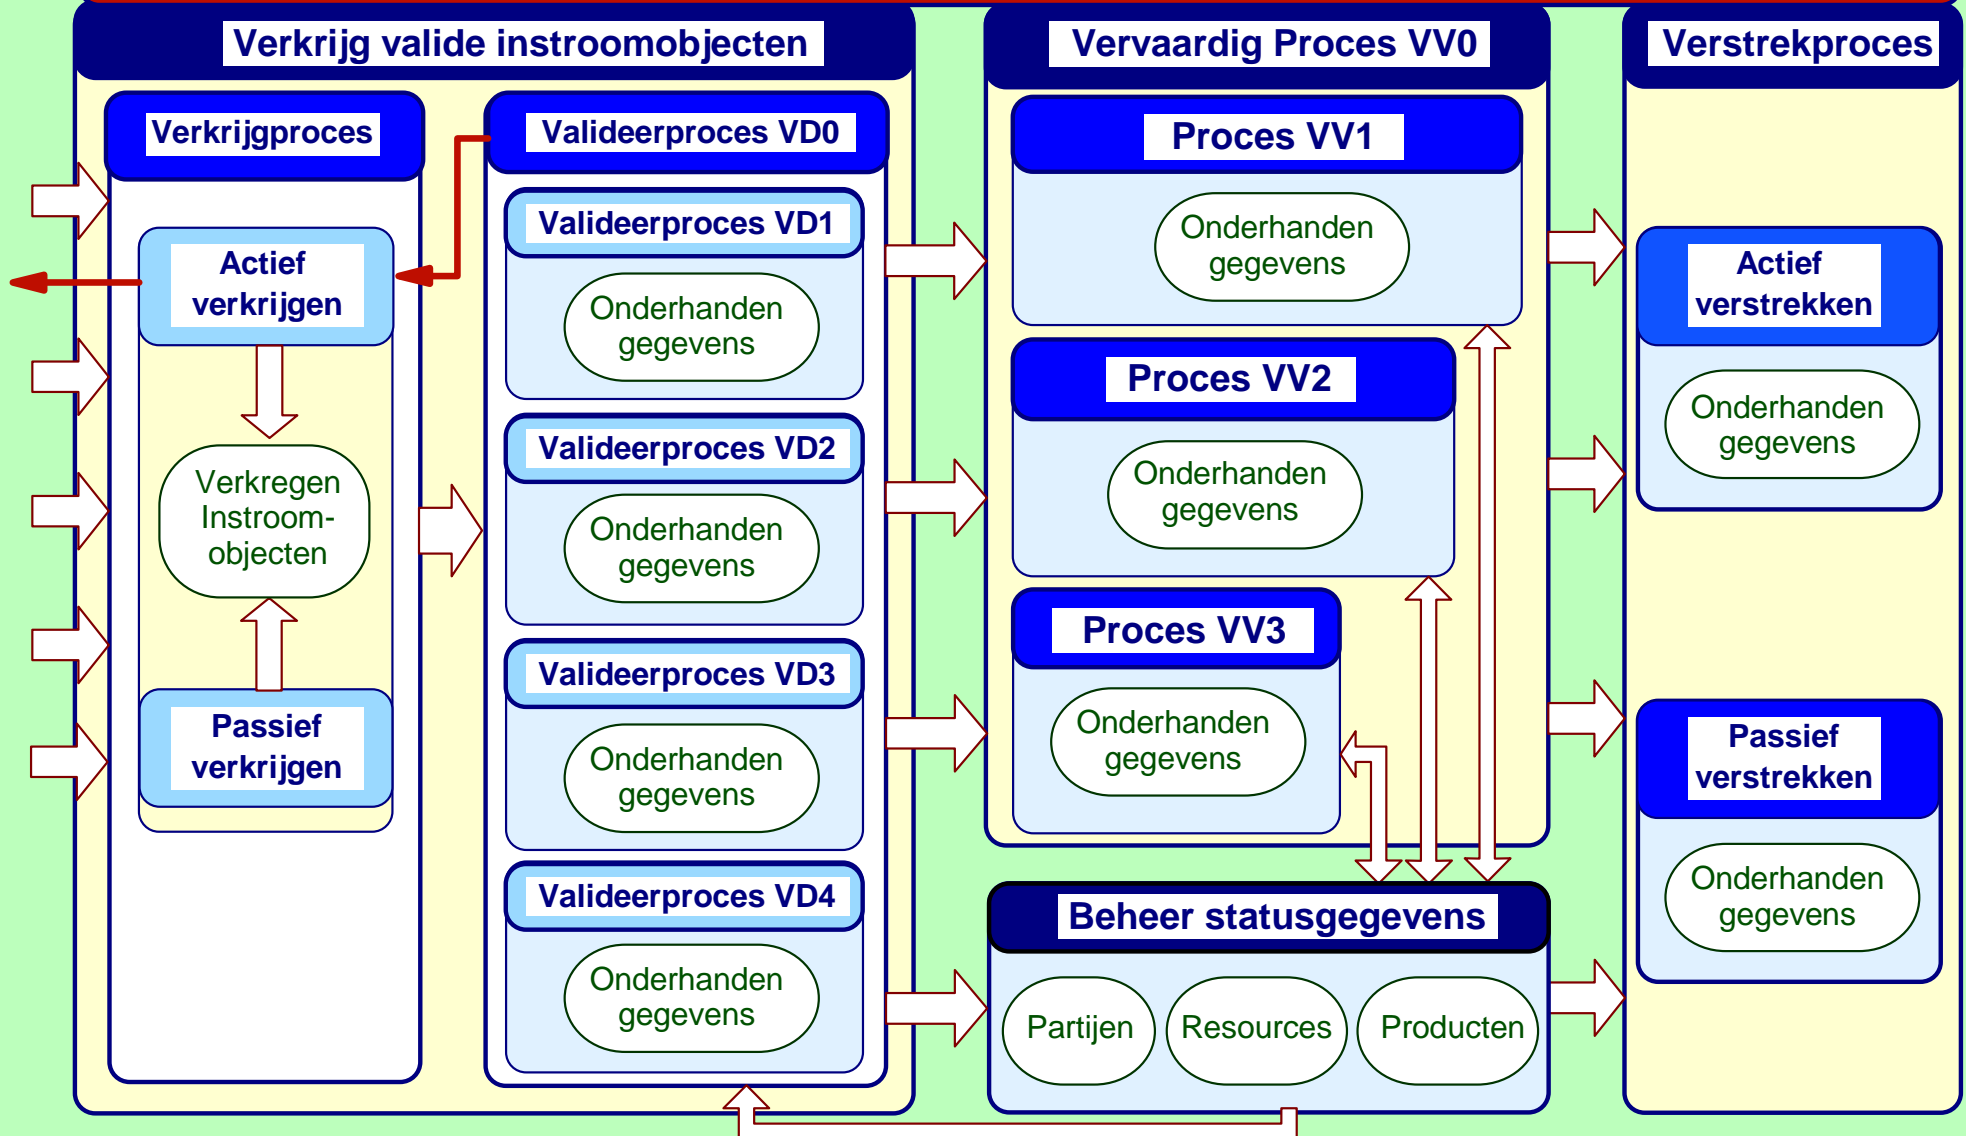 Verkrijg valide instroomobjecten
Verkrijgproces
Actief
verkrijgen
Verkregen
Instroom-
objecten
Passief
verkrijgen
Valideerproces VD0
Valideerproces VD1
Onderhanden
gegevens
Valideerproces VD2
Onderhanden
gegevens
Valideerproces VD3
Onderhanden
gegevens
Valideerproces VD4
Onderhanden
gegevens
Vervaardig Proces VV0
Proces VV1
Onderhanden
gegevens
Proces VV2
Onderhanden
gegevens
Proces VV3
Onderhanden
gegevens
Beheer statusgegevens
Partijen
Resources
Producten
Verstrekproces
Actief
verstrekken
Onderhanden
gegevens
Passief
verstrekken
Onderhanden
gegevens